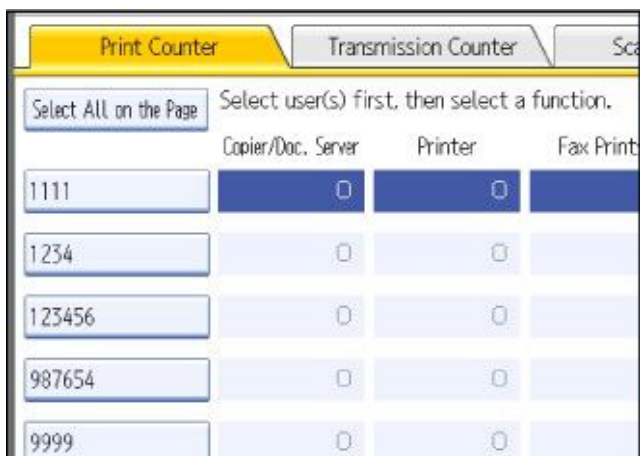 Print Counter Transmission Counter
Select All on the Page Select user(s) first, then select a function.
Copier/Doc. Server Printer Fax Print
1111 0 0
1234 0 0
123456 0 0
987654 0 0
9999 0 0